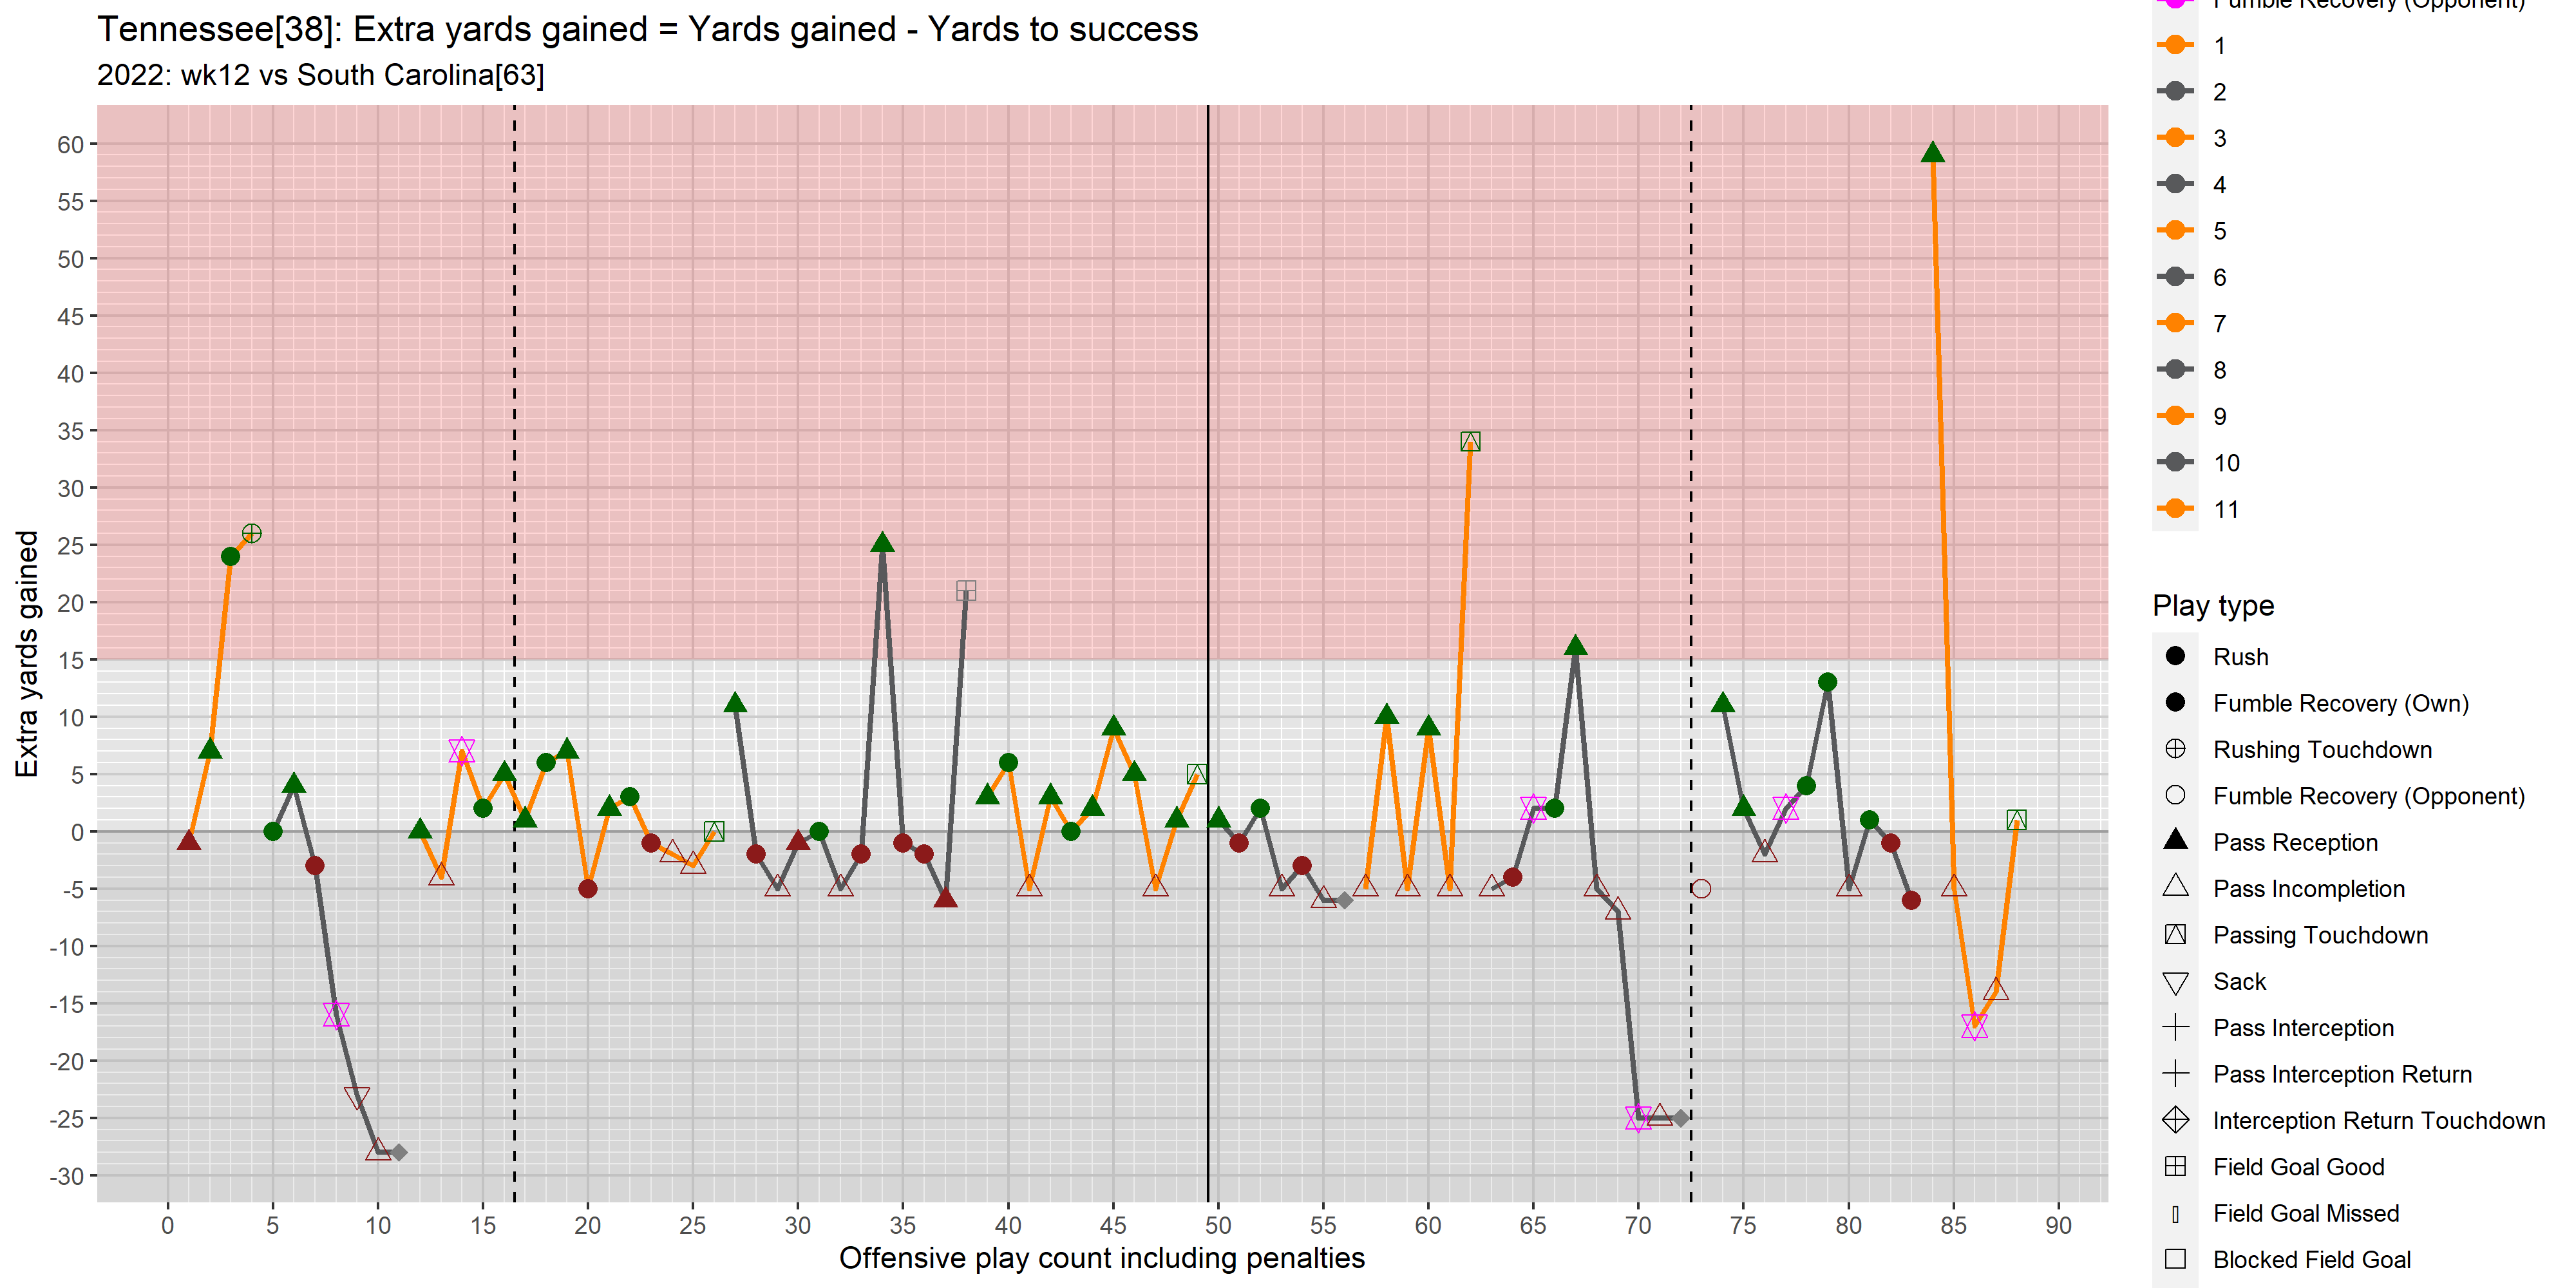 Tennessee[38]: Extra yards gained = Yards gained - Yards to success
2022: wk12 vs South Carolina[63]
Extra yards gained
60
55
50
45
40
35
30
25
20
15
10
5
0
-5
-10
-15
-20
-25
-30
0 5 10 15 20 25 30 35 40 45 50 55 60 65 70 75 80 85 90
Offensive play count including penalties
Fumble Recovery (Opponent)
1
2
3
4
5
6
7
8
9
10
11
Play type
Rush
Fumble Recovery (Own)
Rushing Touchdown
Fumble Recovery (Opponent)
Pass Reception
Pass Incompletion
Passing Touchdown
Sack
Pass Interception
Pass Interception Return
Interception Return Touchdown
Field Goal Good
Field Goal Missed
Blocked Field Goal